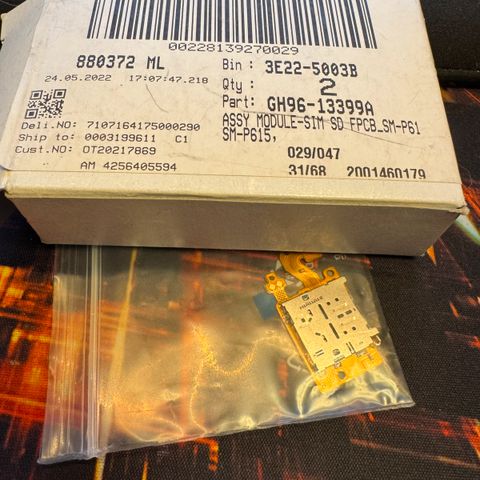 00228139270029
880372 ML
Bin : 3E22-5003B
24.05.2022 17:07:47.218
Qty : 2
Part: GH96-13399A
Deli.NO: 7107164175000290
ASSY MODULE-SIM SD FPCB_SM-P61
Ship to: 0003199611 C1
SM-P615,
Cust.NO: OT20217869
029/047
AM 4256405594
31/68 2001460179